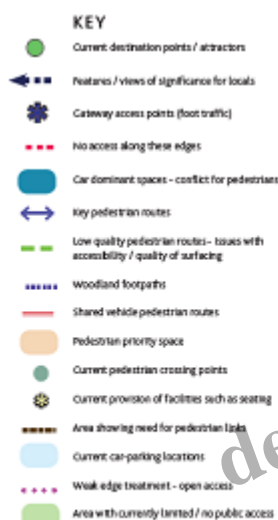 KEY
Current destination points / attractors
Features / views of significance for locals
Gateway access points (foot traffic)
No access along these edges
Car dominant spaces - conflict for pedestrians
Key pedestrian routes
Low quality pedestrian routes- issues with
accessibility / quality of surfacing
Woodland footpaths
Shared vehicle pedestrian routes
Pedestrian priority space
Current pedestrian crossing points
Current provision of facilities such as seating
Area showing need for pedestrian links
Current car-parking locations
Weak edge treatment - open access
Area with currently limited / no public access
de